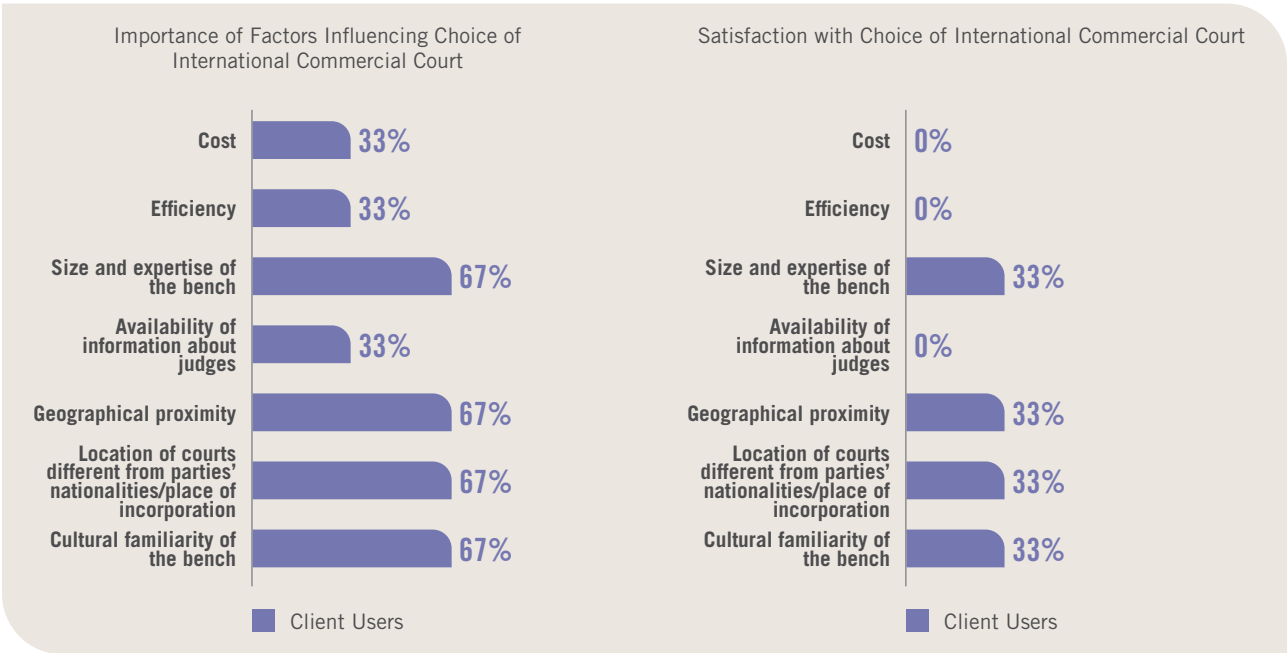 Importance of Factors Influencing Choice of
International Commercial Court
Cost
33%
Efficiency
33%
Size and expertise of
the bench
67%
Availability of
information about
judges
33%
Geographical proximity
67%
Location of courts
different from parties'
nationalities/place of
incorporation
67%
Cultural familiarity of
the bench
67%
Client Users
Satisfaction with Choice of International Commercial Court
Cost
0%
Efficiency
0%
Size and expertise of
the bench
33%
Availability of
information about
judges
0%
Geographical proximity
33%
Location of courts
different from parties'
nationalities/place of
incorporation
33%
Cultural familiarity of
the bench
33%
Client Users